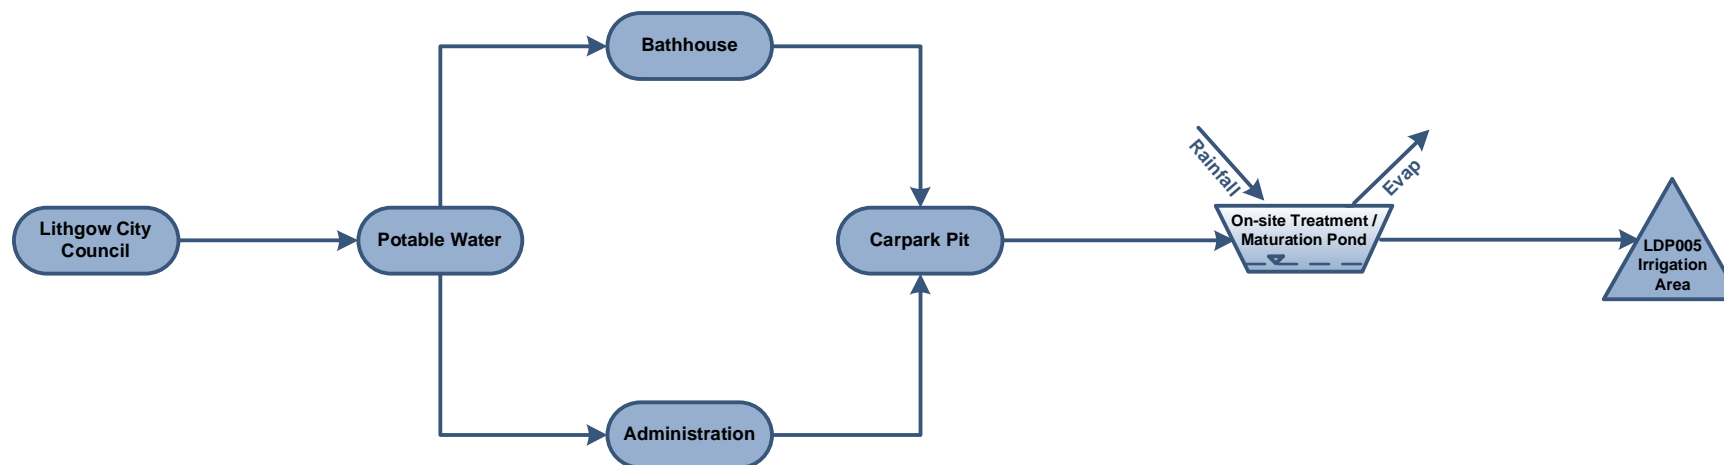 Bathhouse
Lithgow City
Council
Potable Water
Carpark Pit
Rainfall
Evap
On-site Treatment /
Maturation Pond
LDP005
Irrigation
Area
Administration